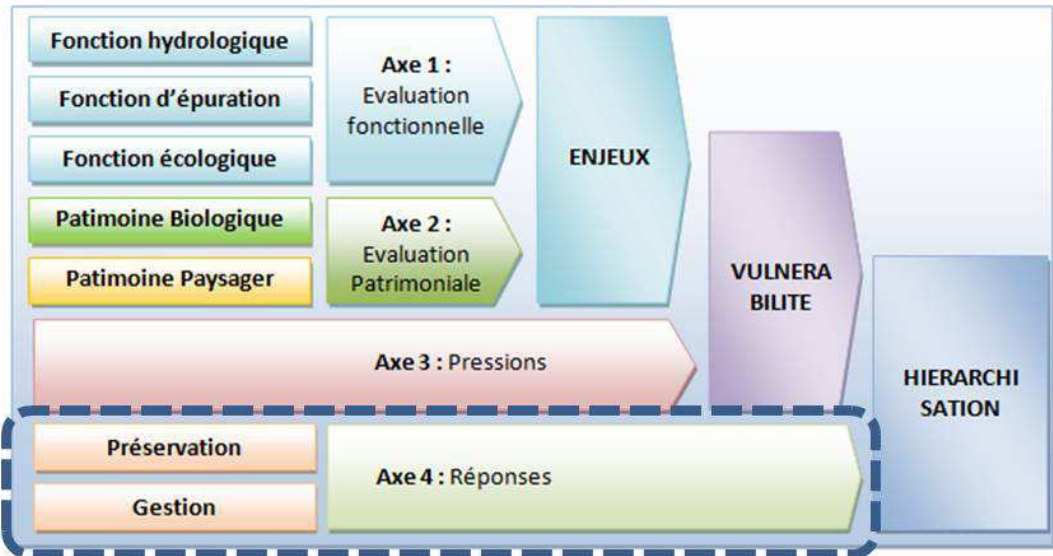 Fonction hydrologique
Fonction d'épuration
Fonction écologique
Patimoine Biologique
Patimoine Paysager
Axe 1 :
Evaluation
fonctionnelle
Axe 2 :
Evaluation
Patrimoniale
ENJEUX
Axe 3 : Pressions
VULNERA
BILITE
Préservation
Gestion
Axe 4 : Réponses
HIERARCHI
SATION